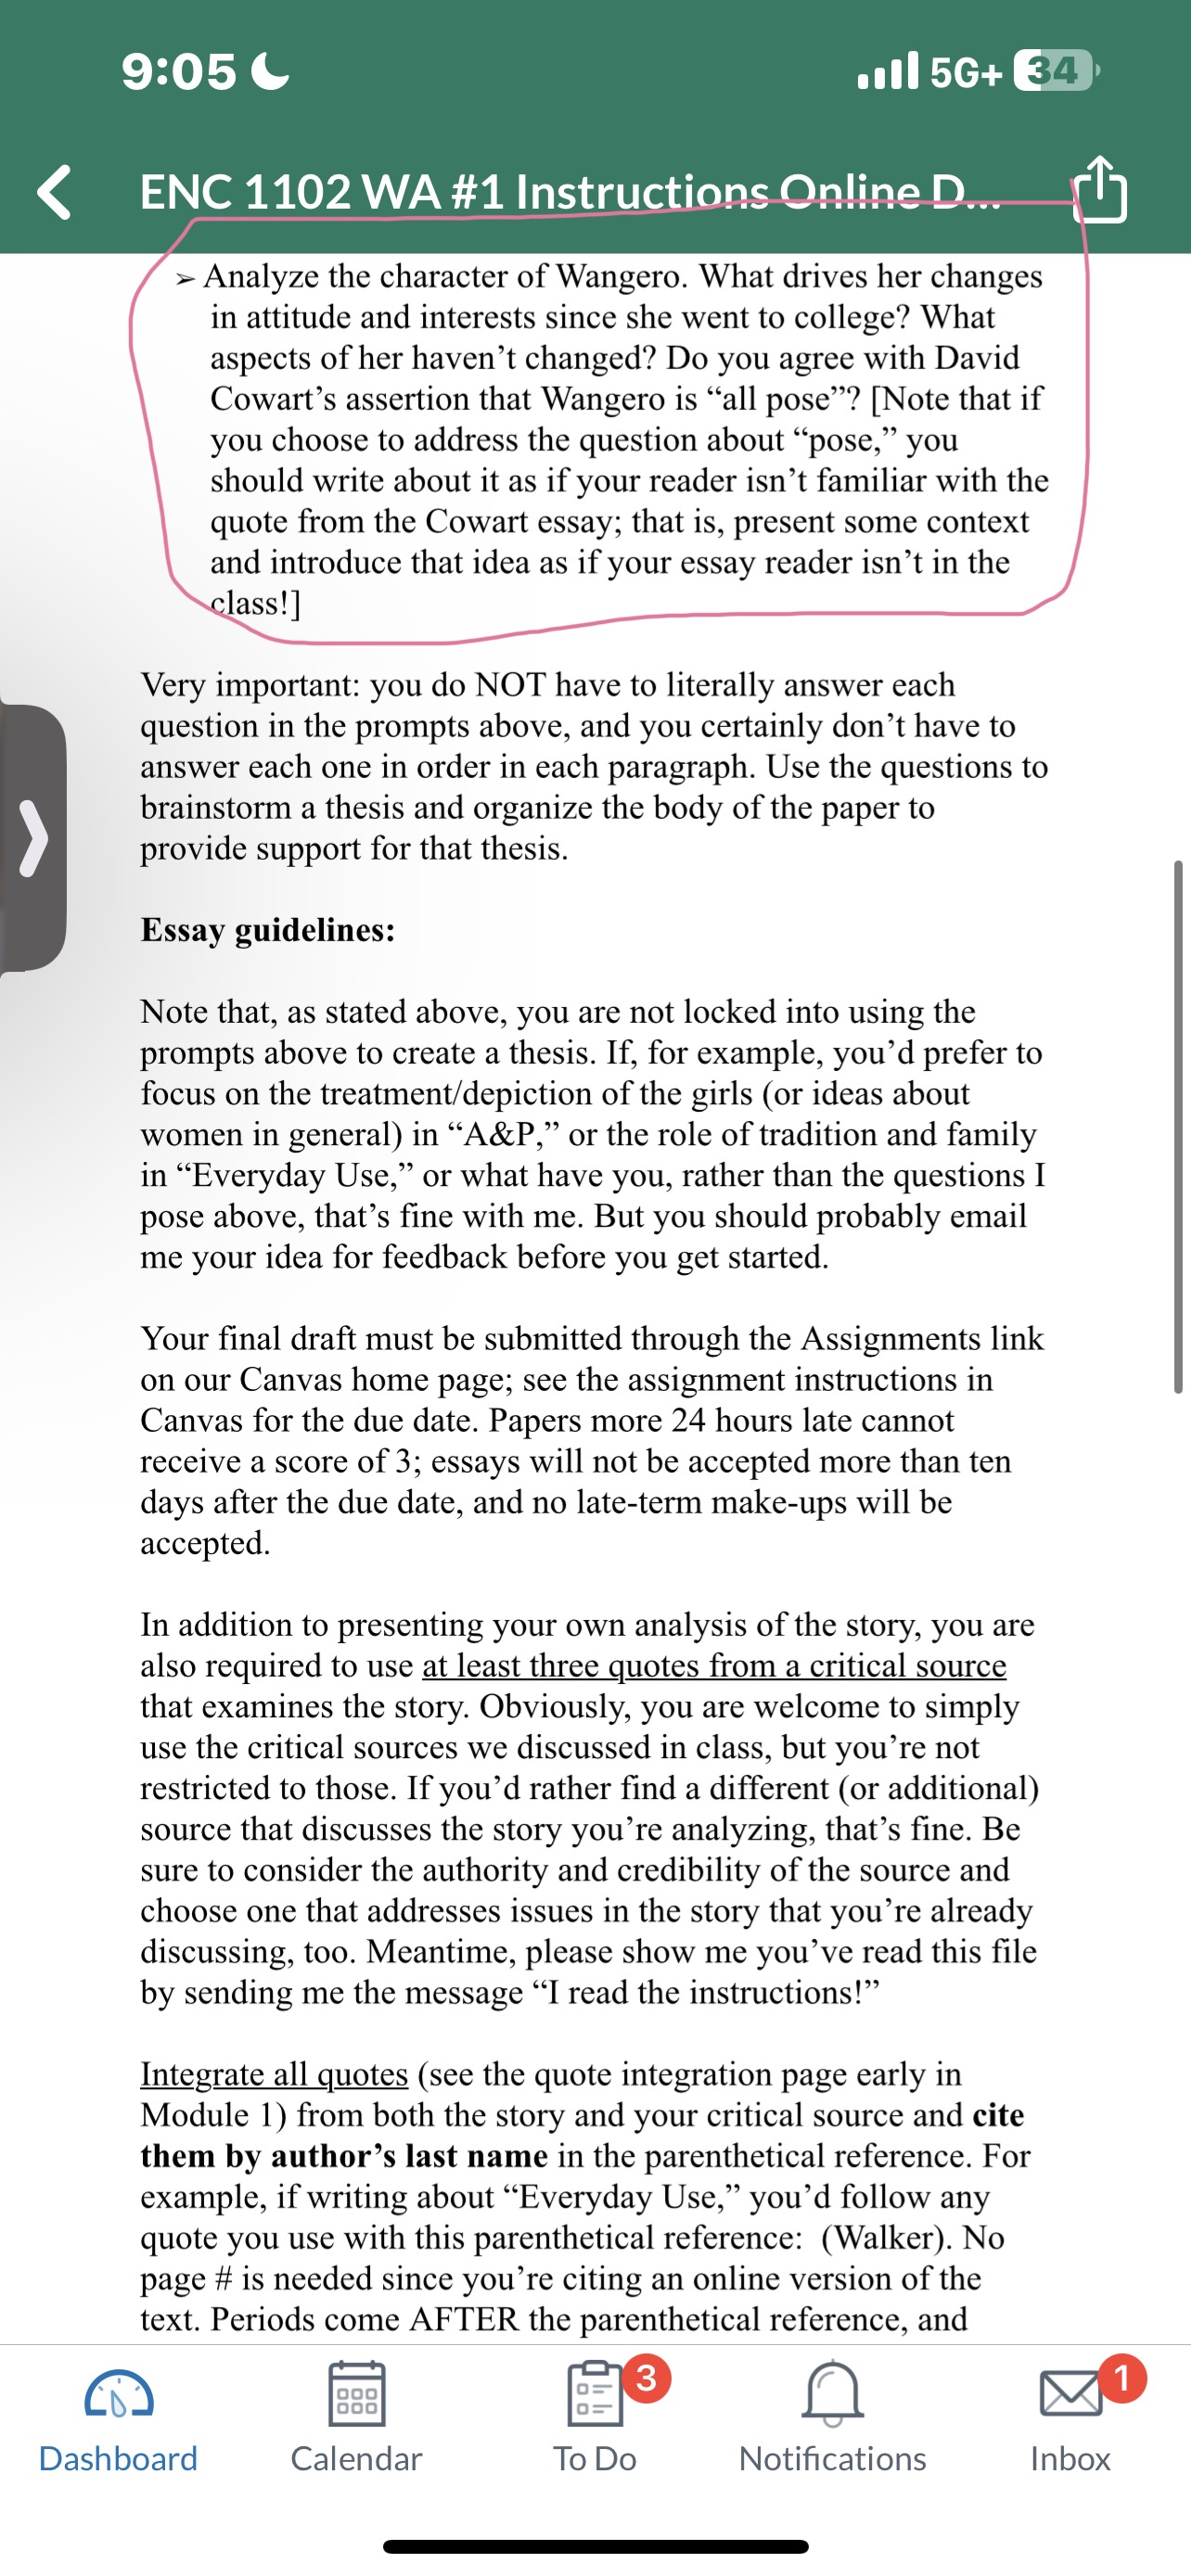 9:05
5G+ 34
ENC 1102 WA #1 Instructions Online D...
➢ Analyze the character of Wangero. What drives her changes
in attitude and interests since she went to college? What
aspects of her haven’t changed? Do you agree with David
Cowart’s assertion that Wangero is “all pose”? [Note that if
you choose to address the question about “pose,” you
should write about it as if your reader isn’t familiar with the
quote from the Cowart essay; that is, present some context
and introduce that idea as if your essay reader isn’t in the
class!]
Very important: you do NOT have to literally answer each
question in the prompts above, and you certainly don’t have to
answer each one in order in each paragraph. Use the questions to
brainstorm a thesis and organize the body of the paper to
provide support for that thesis.
Essay guidelines:
Note that, as stated above, you are not locked into using the
prompts above to create a thesis. If, for example, you’d prefer to
focus on the treatment/depiction of the girls (or ideas about
women in general) in “A&P,” or the role of tradition and family
in “Everyday Use,” or what have you, rather than the questions I
pose above, that’s fine with me. But you should probably email
me your idea for feedback before you get started.
Your final draft must be submitted through the Assignments link
on our Canvas home page; see the assignment instructions in
Canvas for the due date. Papers more 24 hours late cannot
receive a score of 3; essays will not be accepted more than ten
days after the due date, and no late-term make-ups will be
accepted.
In addition to presenting your own analysis of the story, you are
also required to use at least three quotes from a critical source
that examines the story. Obviously, you are welcome to simply
use the critical sources we discussed in class, but you’re not
restricted to those. If you’d rather find a different (or additional)
source that discusses the story you’re analyzing, that’s fine. Be
sure to consider the authority and credibility of the source and
choose one that addresses issues in the story that you’re already
discussing, too. Meantime, please show me you’ve read this file
by sending me the message “I read the instructions!”
Integrate all quotes (see the quote integration page early in
Module 1) from both the story and your critical source and cite
them by author’s last name in the parenthetical reference. For
example, if writing about “Everyday Use,” you’d follow any
quote you use with this parenthetical reference:  (Walker). No
page # is needed since you’re citing an online version of the
text. Periods come AFTER the parenthetical reference, and
3
1
Dashboard
Calendar
To Do
Notifications
Inbox